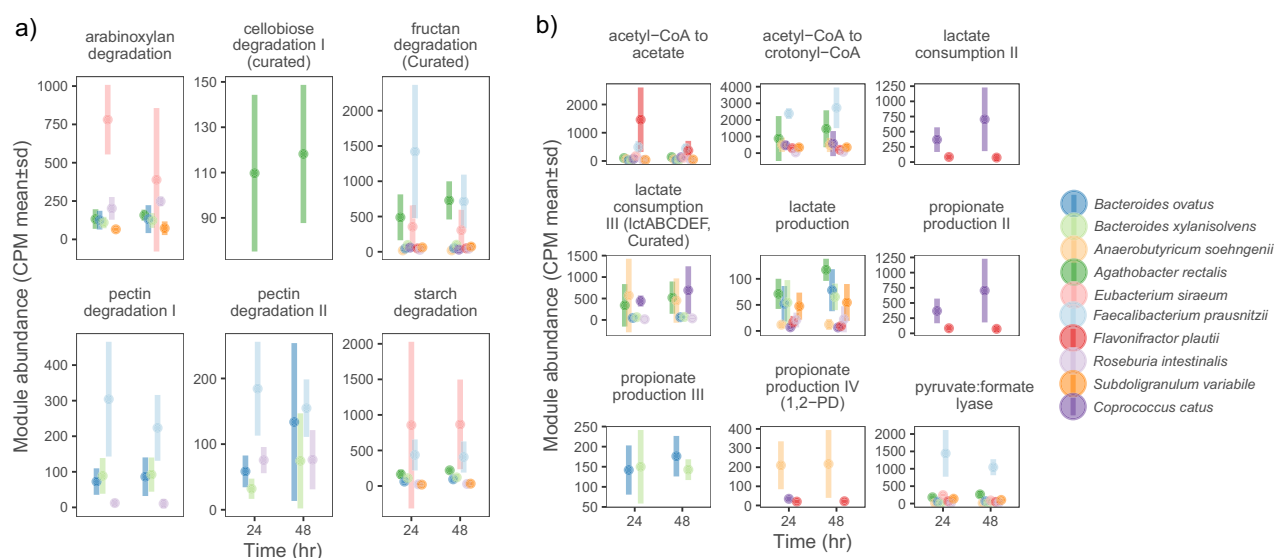 a)
arabinoxylan
degradation
cellobiose
degradation I
(curated)
fructan
degradation
(Curated)
1000
750
500
250
0
150
130
110
90
2000
1500
1000
500
0
pectin
degradation I
pectin
degradation II
starch
degradation
400
300
200
100
0
200
100
0
2000
1500
1000
500
0
24
48
24
48
24
48
Module abundance (CPM mean±sd)
Time (hr)
b)
acetyl−CoA to
acetate
acetyl−CoA to
crotonyl−CoA
lactate
consumption II
2000
1000
0
4000
3000
2000
1000
0
1250
1000
750
500
250
0
lactate
consumption
III (lctABCDEF,
Curated)
lactate
production
propionate
production II
1500
1000
500
0
100
50
0
1250
1000
750
500
250
0
propionate
production III
propionate
production IV
(1,2−PD)
pyruvate:formate
lyase
250
200
150
100
50
400
300
200
100
0
2000
1500
1000
500
0
24
48
24
48
24
48
Module abundance (CPM mean±sd)
Time (hr)
Bacteroides ovatus
Bacteroides xylanisolvens
Anaerobutyricum soehngenii
Agathobacter rectalis
Eubacterium siraeum
Faecalibacterium prausnitzii
Flavonifractor plautii
Roseburia intestinalis
Subdoligranulum variabile
Coprococcus catus